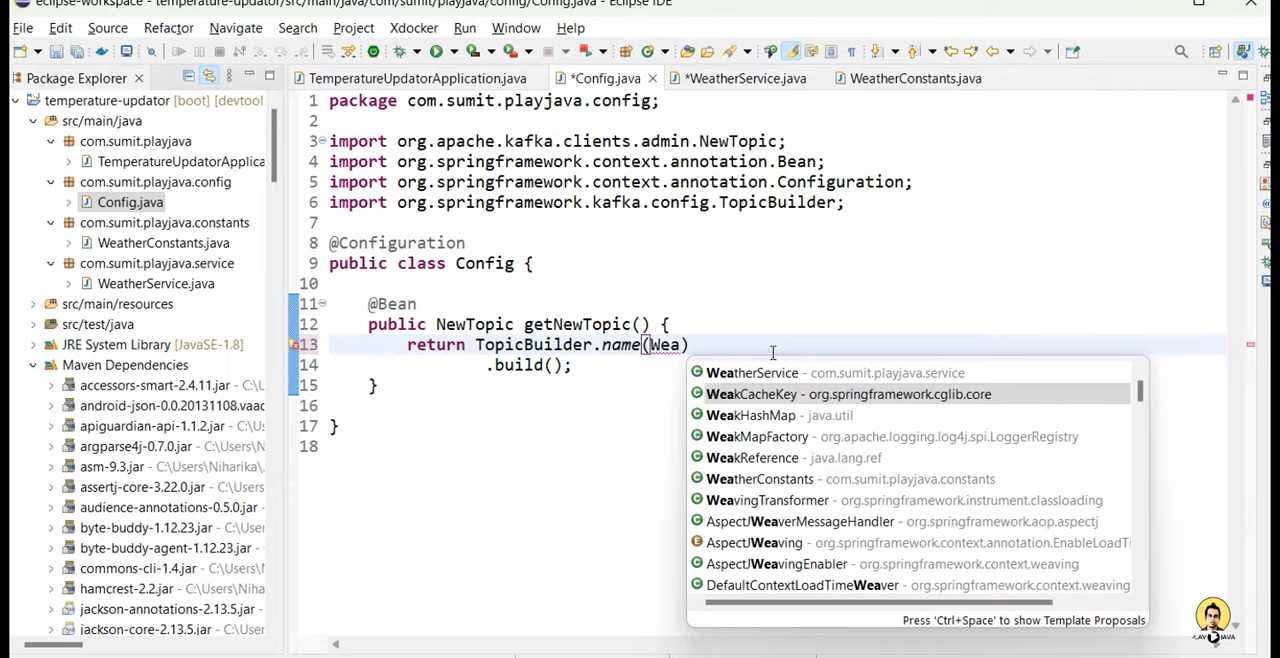 eclipse-workspace - temperature-updator/src/main/java/com/sumit/playjava/config/Config.java - Eclipse IDE
File Edit Source Refactor Navigate Search Project Xdocker Run Window Help
Package Explorer
TemperatureUpdatorApplication.java
*Config.java
*WeatherService.java
WeatherConstants.java
temperature-updator [boot] [devtool
src/main/java
com.sumit.playjava
TemperatureUpdatorApplica
com.sumit.playjava.config
Config.java
com.sumit.playjava.constants
WeatherConstants.java
com.sumit.playjava.service
WeatherService.java
src/main/resources
src/test/java
JRE System Library [JavaSE-1.8]
Maven Dependencies
accessors-smart-2.4.11.jar - C:\U
android-json-0.0.20131108.vaad
apiguardian-api-1.1.2.jar - C:\Us
argparse4j-0.7.0.jar - C:\Users\N
asm-9.3.jar - C:\Users\Niharika\.
assertj-core-3.22.0.jar - C:\Users
audience-annotations-0.5.0.jar -
byte-buddy-1.12.23.jar - C:\User
byte-buddy-agent-1.12.23.jar - C
commons-cli-1.4.jar - C:\Users\N
hamcrest-2.2.jar - C:\Users\Niha
jackson-annotations-2.13.5.jar -
jackson-core-2.13.5.jar - C:\User
1 package com.sumit.playjava.config;
2
3 import org.apache.kafka.clients.admin.NewTopic;
4 import org.springframework.context.annotation.Bean;
5 import org.springframework.context.annotation.Configuration;
6 import org.springframework.kafka.config.TopicBuilder;
7
8 @Configuration
9 public class Config {
10
11 @Bean
12 public NewTopic getNewTopic() {
13 return TopicBuilder.name(Wea)
14 .build();
15 }
16
17 }
18
WeatherService - com.sumit.playjava.service
WeakCacheKey - org.springframework.cglib.core
WeakHashMap - java.util
WeakMapFactory - org.apache.logging.log4j.spi.LoggerRegistry
WeakReference - java.lang.ref
WeatherConstants - com.sumit.playjava.constants
WeavingTransformer - org.springframework.instrument.classloading
AspectJWeaverMessageHandler - org.springframework.aop.aspectj
AspectJWeaving - org.springframework.context.annotation.EnableLoadTi
AspectJWeavingEnabler - org.springframework.context.weaving
DefaultContextLoadTimeWeaver - org.springframework.context.weaving
Press 'Ctrl+Space' to show Template Proposals